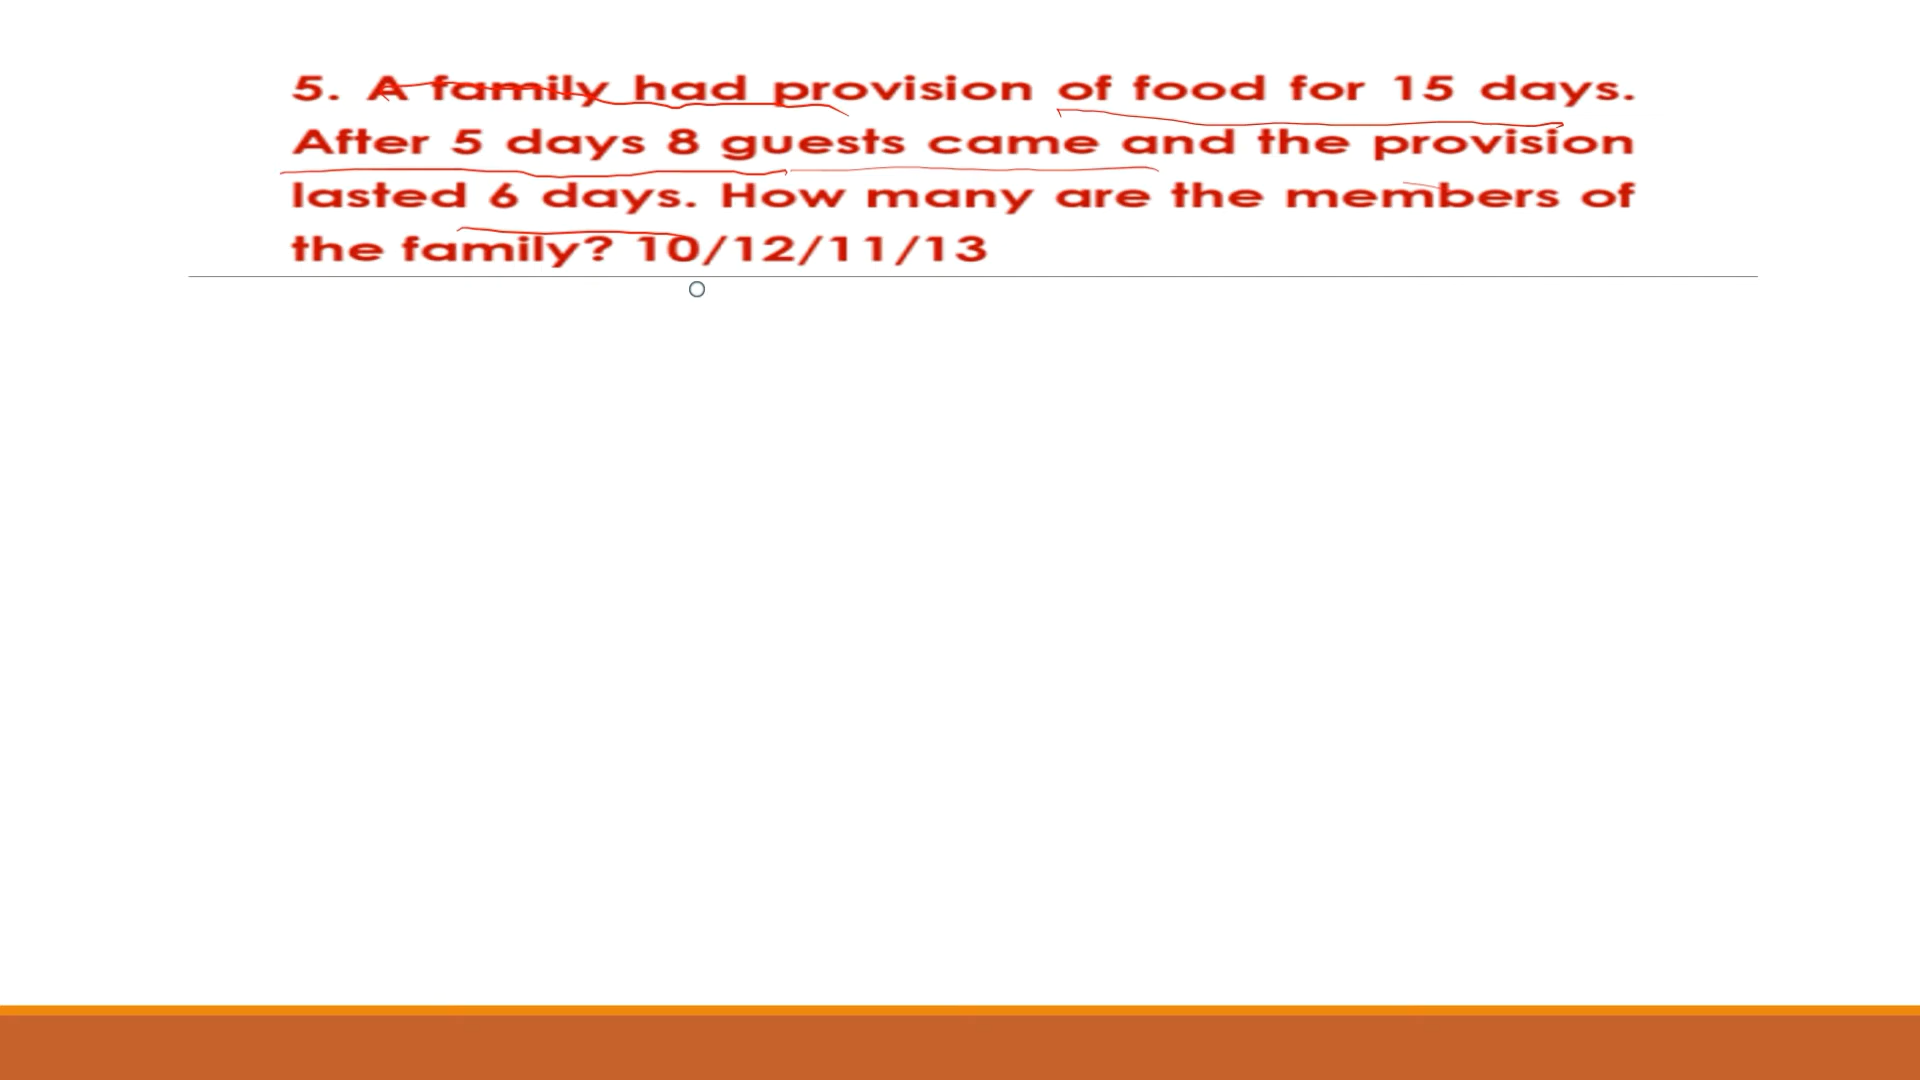 5. A family had provision of food for 15 days.
After 5 days 8 guests came and the provision
lasted 6 days. How many are the members of
the family? 10/12/11/13